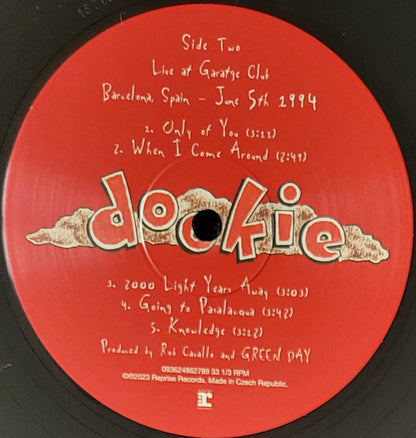 Side Two
Live at Garatge Club
Barcelona, Spain - June 5th 1994
1. Only of You (3:11)
2. When I Come Around (2:49)
dookie
3. 2000 Light Years Away (3:03)
4. Going to Pasalacqua (3:42)
5. Knowledge (3:12)
Produced by Rob Cavallo and GREEN DAY
093624862789 33 1/3 RPM
℗©2023 Reprise Records. Made in Czech Republic.